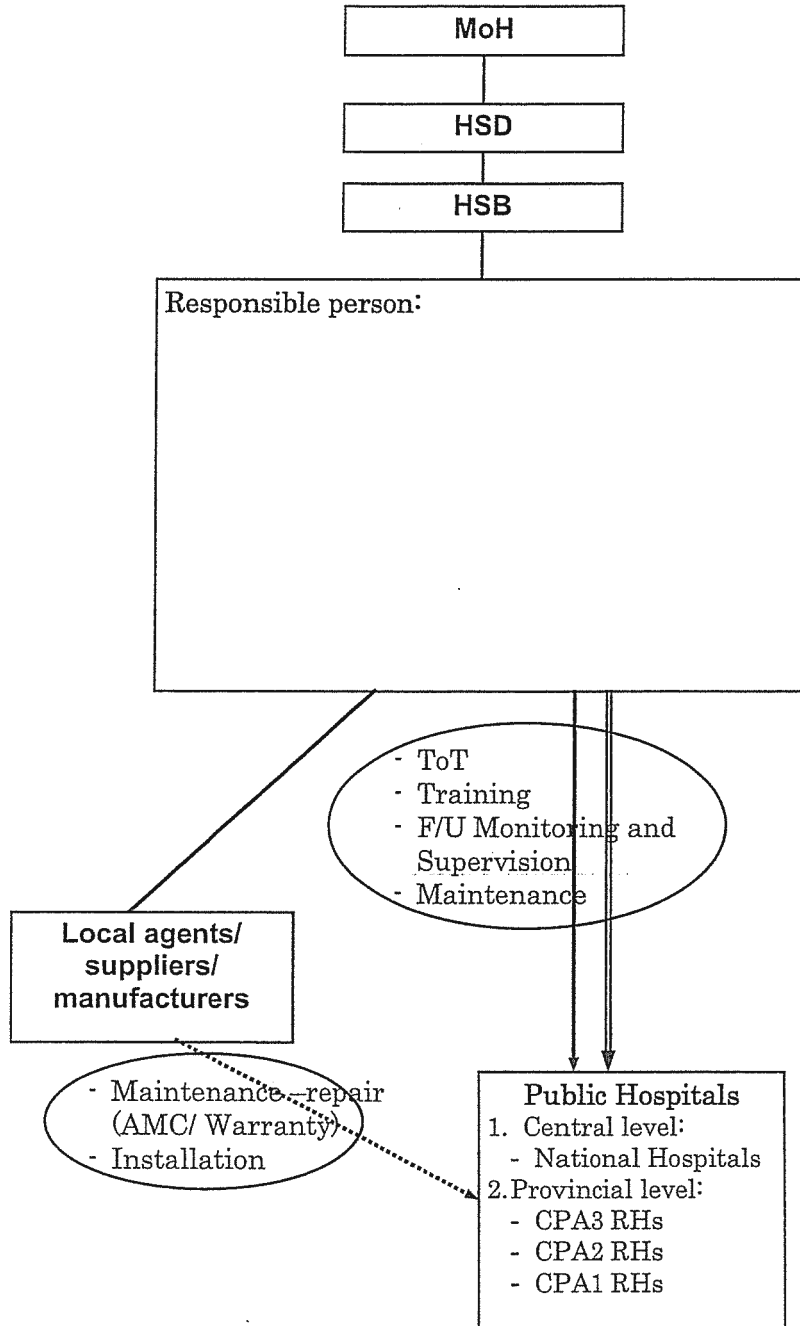 MoH
HSD
HSB
Responsible person:
- ToT
- Training
- F/U Monitoring and
Supervision
- Maintenance
Local agents/
suppliers/
manufacturers
- Maintenance –repair
(AMC/ Warranty)
- Installation
Public Hospitals
1. Central level:
- National Hospitals
2.Provincial level:
- CPA3 RHs
- CPA2 RHs
- CPA1 RHs